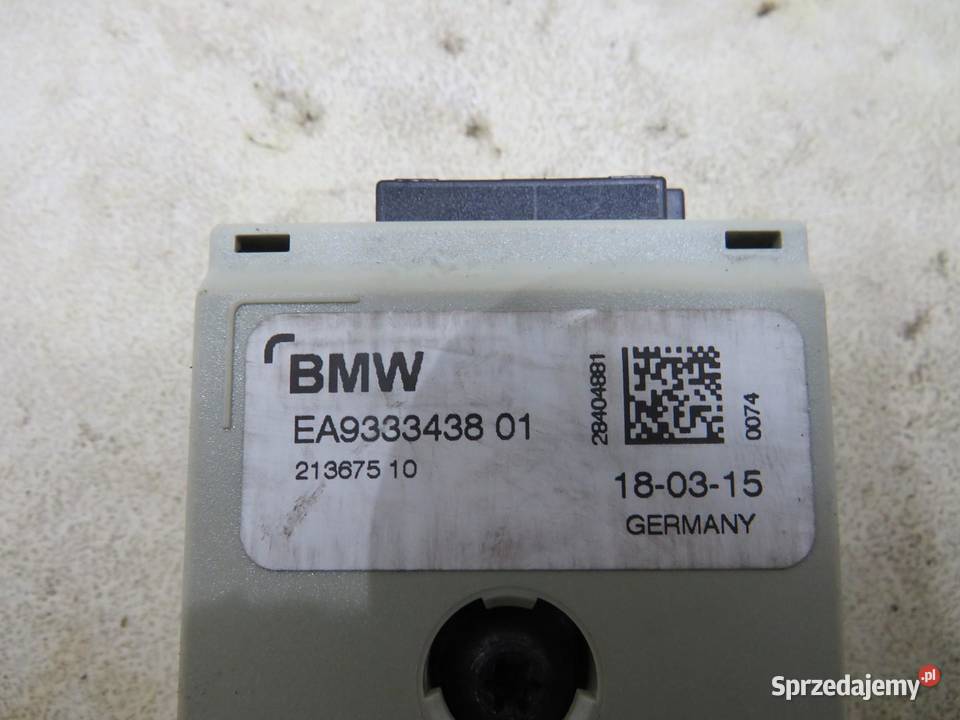 BMW
EA9333438 01
213675 10
28404881
0074
18-03-15
GERMANY
Sprzedajemy.pl